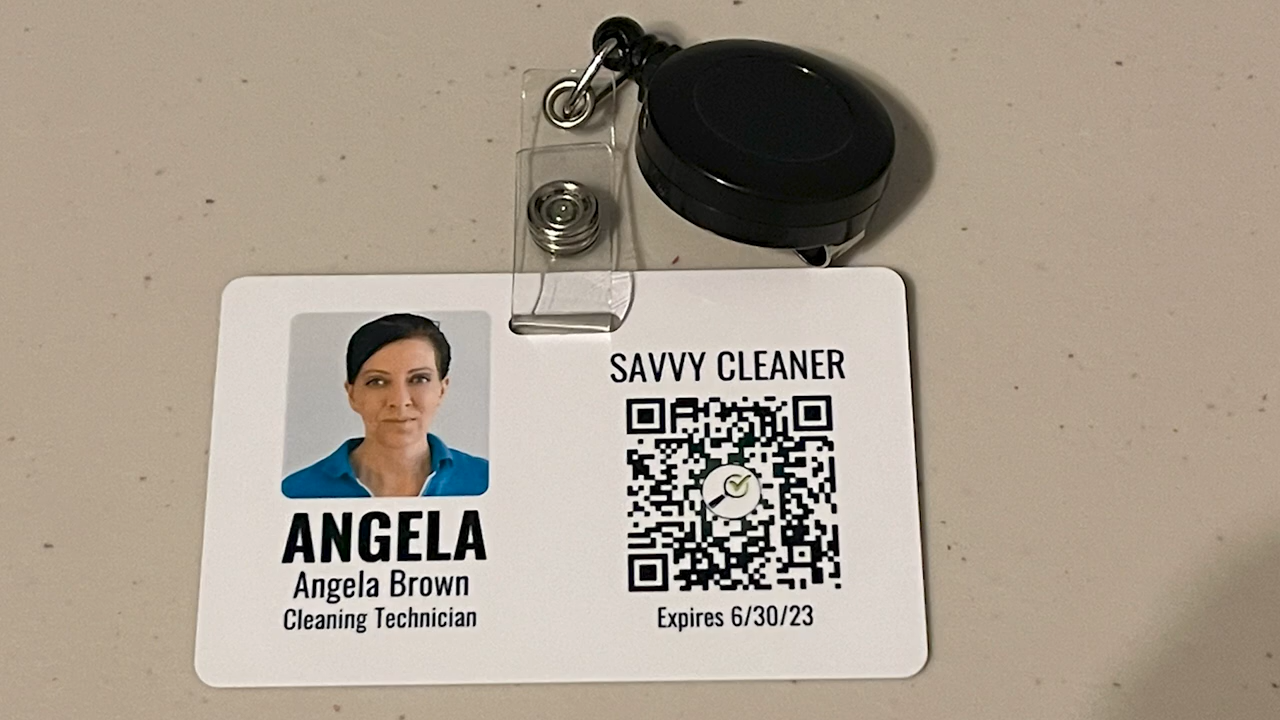 ANGELA
Angela Brown
Cleaning Technician
SAVVY CLEANER
Expires 6/30/23